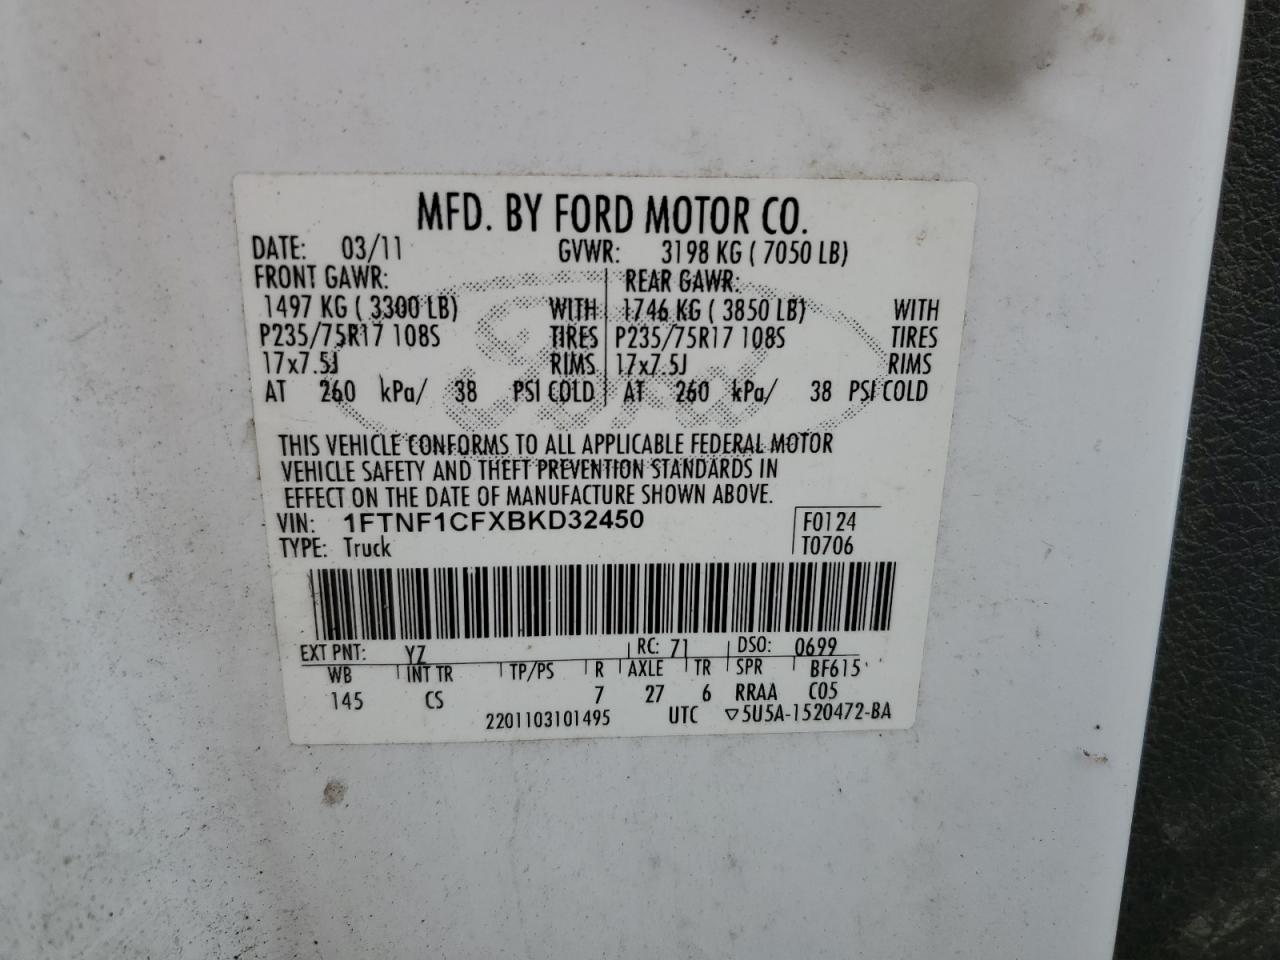 MFD. BY FORD MOTOR CO.
DATE: 03/11 GVWR: 3198 KG ( 7050 LB)
FRONT GAWR: REAR GAWR:
1497 KG ( 3300 LB) WITH 1746 KG ( 3850 LB) WITH
P235/75R17 108S TIRES P235/75R17 108S TIRES
17x7.5J RIMS 17x7.5J RIMS
AT 260 kPa/ 38 PSI COLD AT 260 kPa/ 38 PSI COLD
THIS VEHICLE CONFORMS TO ALL APPLICABLE FEDERAL MOTOR
VEHICLE SAFETY AND THEFT PREVENTION STANDARDS IN
EFFECT ON THE DATE OF MANUFACTURE SHOWN ABOVE.
VIN: 1FTNF1CFXBKD32450 F0124
TYPE: Truck T0706
EXT PNT: YZ RC: 71 DSO: 0699
WB INT TR TP/PS R AXLE TR SPR BF615
145 CS 7 27 6 RRAA C05
2201103101495 UTC ▽5U5A-1520472-BA